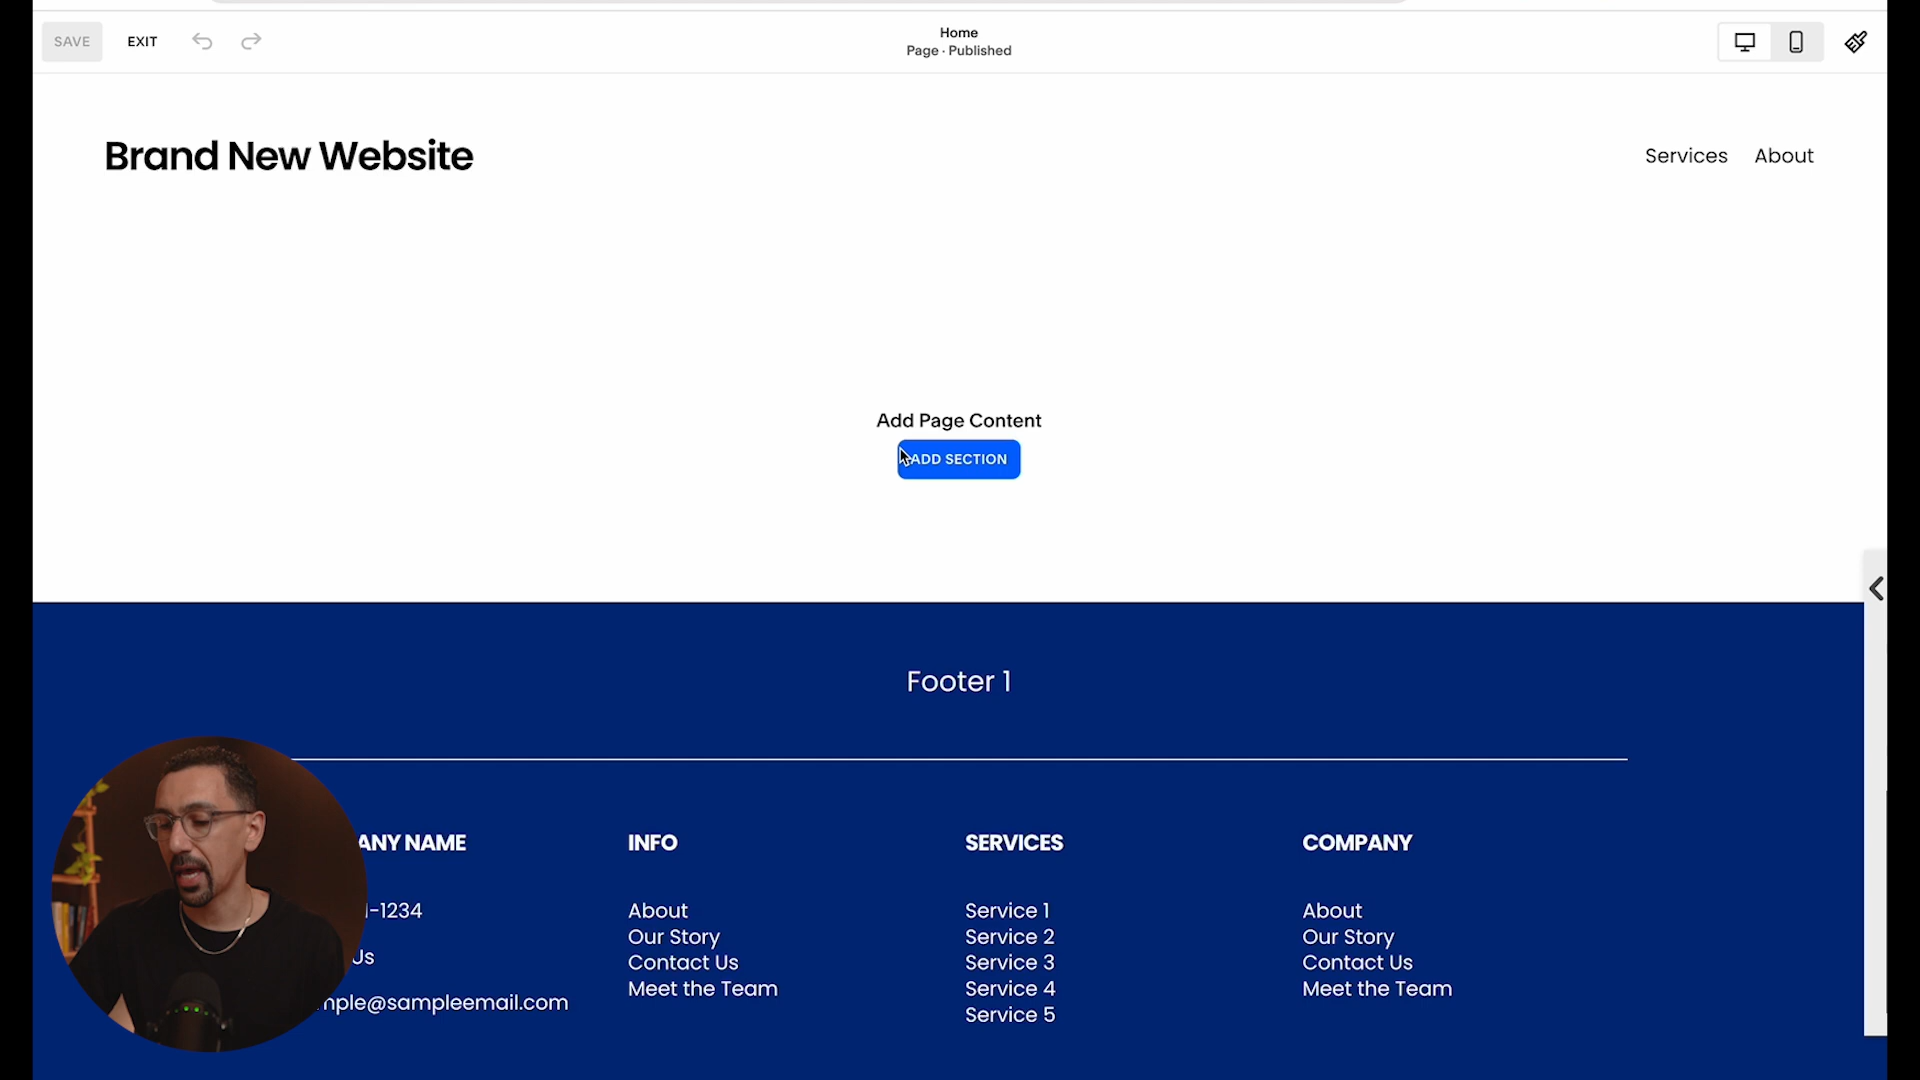 SAVE EXIT
Home
Page · Published
Brand New Website
Services About
Add Page Content
ADD SECTION
Footer 1
ANY NAME
-1234
Us
mple@sampleemail.com
INFO
About
Our Story
Contact Us
Meet the Team
SERVICES
Service 1
Service 2
Service 3
Service 4
Service 5
COMPANY
About
Our Story
Contact Us
Meet the Team